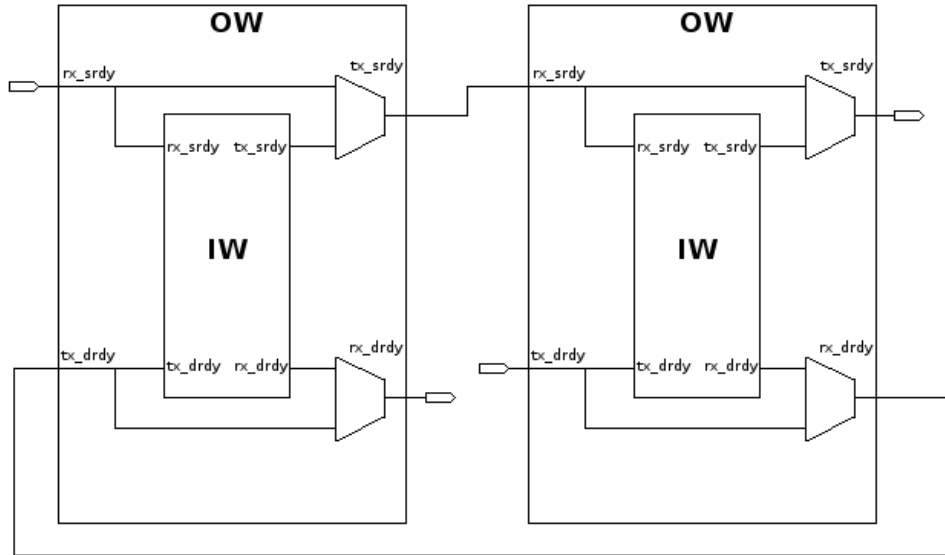 OW
OW
tx_srdy
tx_srdy
rx_srdy
rx_srdy
rx_srdy tx_srdy
rx_srdy tx_srdy
IW
IW
rx_drdy
rx_drdy
tx_drdy
tx_drdy
tx_drdy rx_drdy
tx_drdy rx_drdy